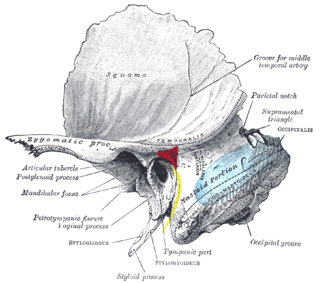 Squama
Groove for middle
temporal artery
Parietal notch
Supramental
triangle
OCCIPITALIS
Zygomatic proc.
TEMPORALIS
Articular tubercle
Postglenoid process
Mandibular fossa
Mastoid Portion
Petrotympanic fissure
Vaginal process
STYLOGLOSSUS
Tympanic part
STYLOHYOIDEUS
Occipital groove
Styloid process